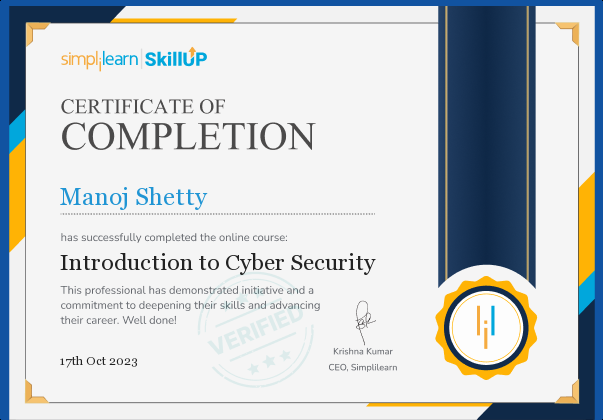 simplilearn | SkillUP
CERTIFICATE OF
COMPLETION
Manoj Shetty
has successfully completed the online course:
Introduction to Cyber Security
This professional has demonstrated initiative and a
commitment to deepening their skills and advancing
their career. Well done!
VERIFIED
17th Oct 2023
Krishna Kumar
CEO, Simplilearn